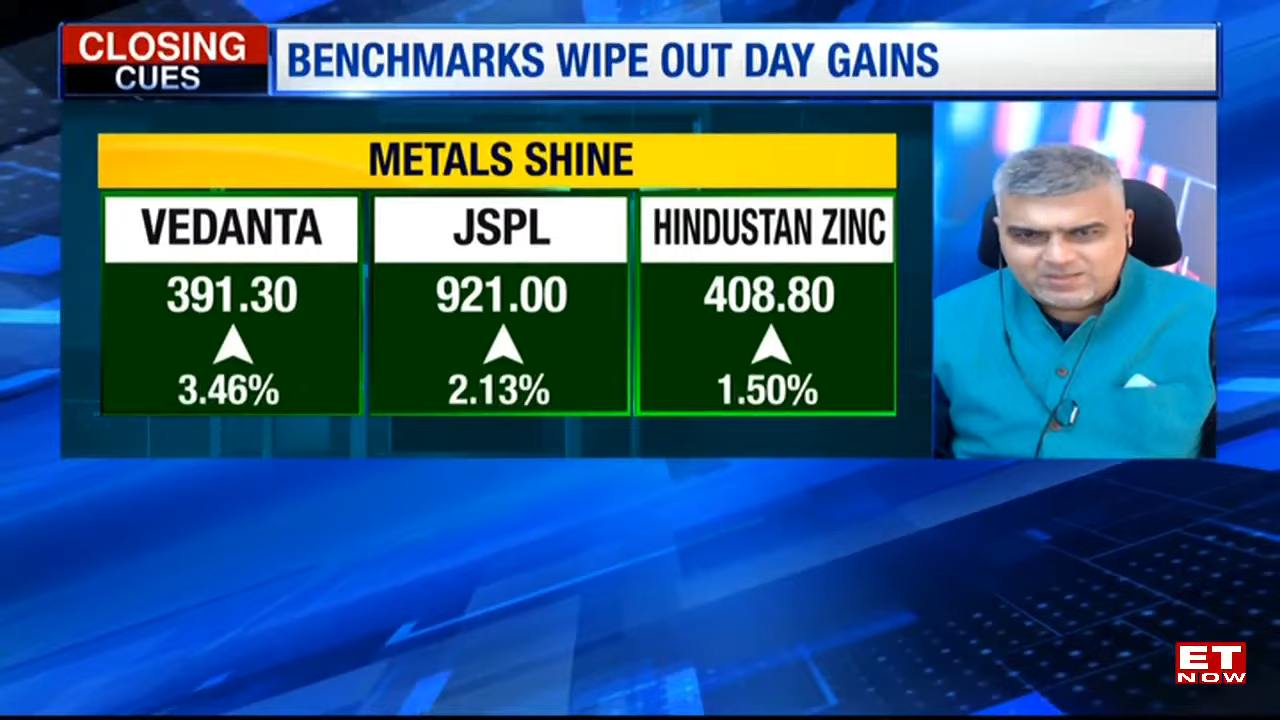 CLOSING
CUES
BENCHMARKS WIPE OUT DAY GAINS
METALS SHINE
VEDANTA
391.30
3.46%
JSPL
921.00
2.13%
HINDUSTAN ZINC
408.80
1.50%
ET
NOW